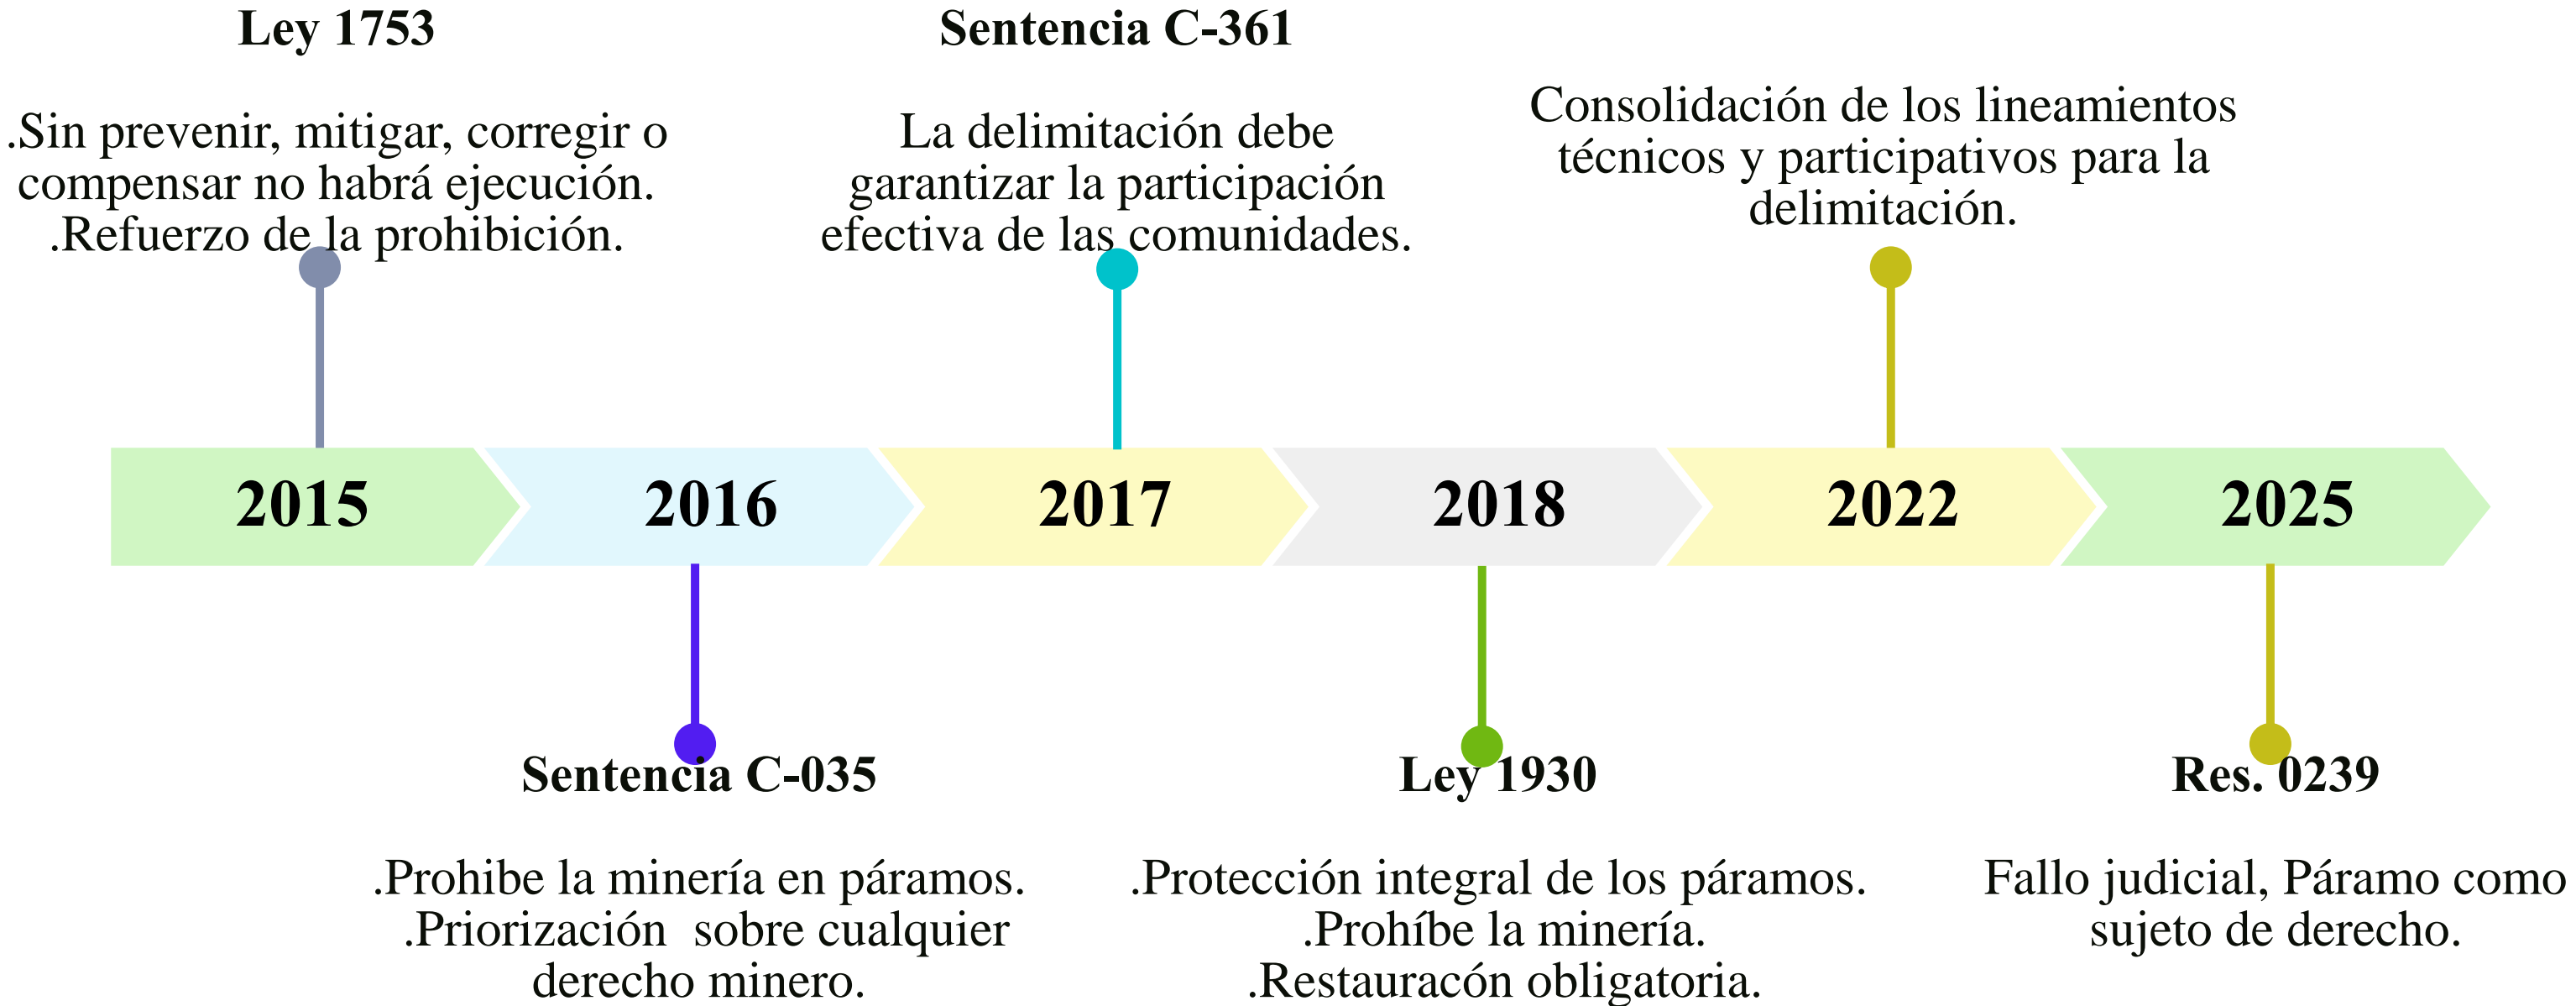 Ley 1753
.Sin prevenir, mitigar, corregir o
compensar no habrá ejecución.
.Refuerzo de la prohibición.
Sentencia C-361
La delimitación debe
garantizar la participación
efectiva de las comunidades.
Consolidación de los lineamientos
técnicos y participativos para la
delimitación.
2015
2016
2017
2018
2022
2025
Sentencia C-035
.Prohibe la minería en páramos.
.Priorización  sobre cualquier
derecho minero.
Ley 1930
.Protección integral de los páramos.
.Prohíbe la minería.
.Restauracón obligatoria.
Res. 0239
Fallo judicial, Páramo como
sujeto de derecho.